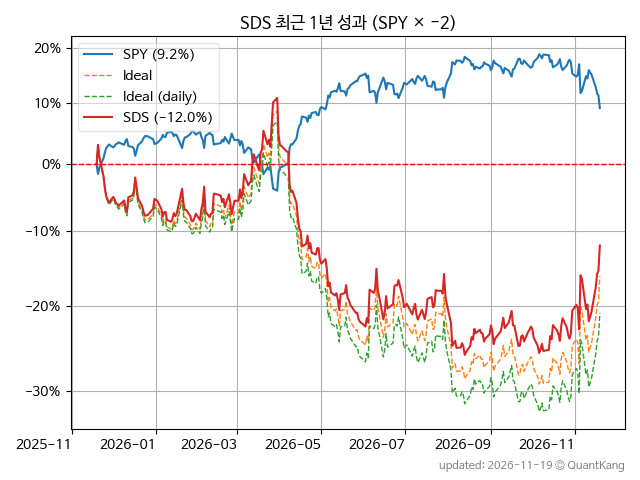 SDS 최근 1년 성과 (SPY × −2)
SPY (9.2%)
Ideal
Ideal (daily)
SDS (−12.0%)
20%
10%
0%
−10%
−20%
−30%
2025-11
2026-01
2026-03
2026-05
2026-07
2026-09
2026-11
updated: 2026-11-19 © QuantKang